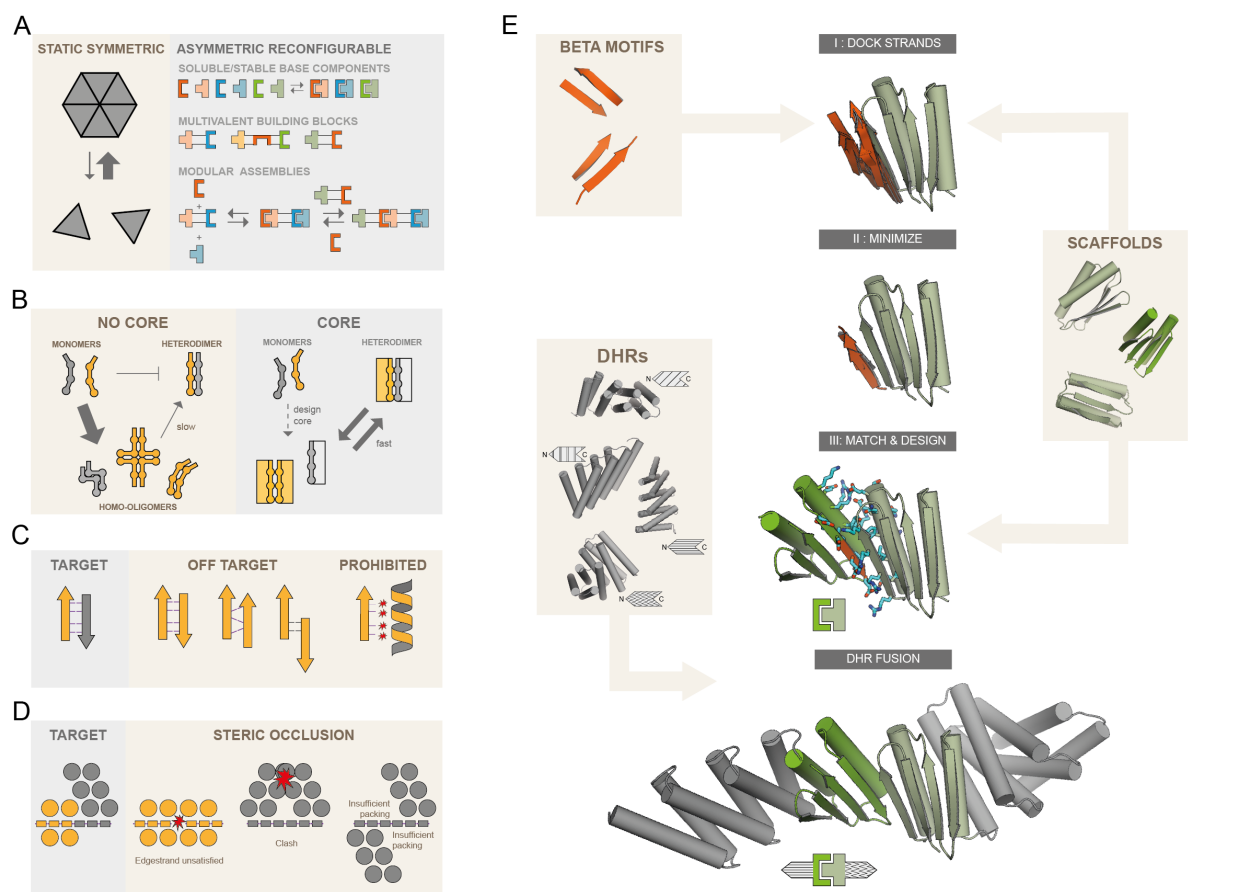 A
STATIC SYMMETRIC
ASYMMETRIC RECONFIGURABLE
SOLUBLE/STABLE BASE COMPONENTS
MULTIVALENT BUILDING BLOCKS
MODULAR ASSEMBLIES
+
+
B
NO CORE
CORE
MONOMERS
HETERODIMER
MONOMERS
HETERODIMER
slow
design
core
fast
HOMO-OLIGOMERS
C
TARGET
OFF TARGET
PROHIBITED
D
TARGET
STERIC OCCLUSION
Edgestrand unsatisfied
Clash
Insufficient
packing
Insufficient
packing
E
BETA MOTIFS
I : DOCK STRANDS
II : MINIMIZE
SCAFFOLDS
DHRs
N C
N C
N C
N C
III: MATCH & DESIGN
DHR FUSION